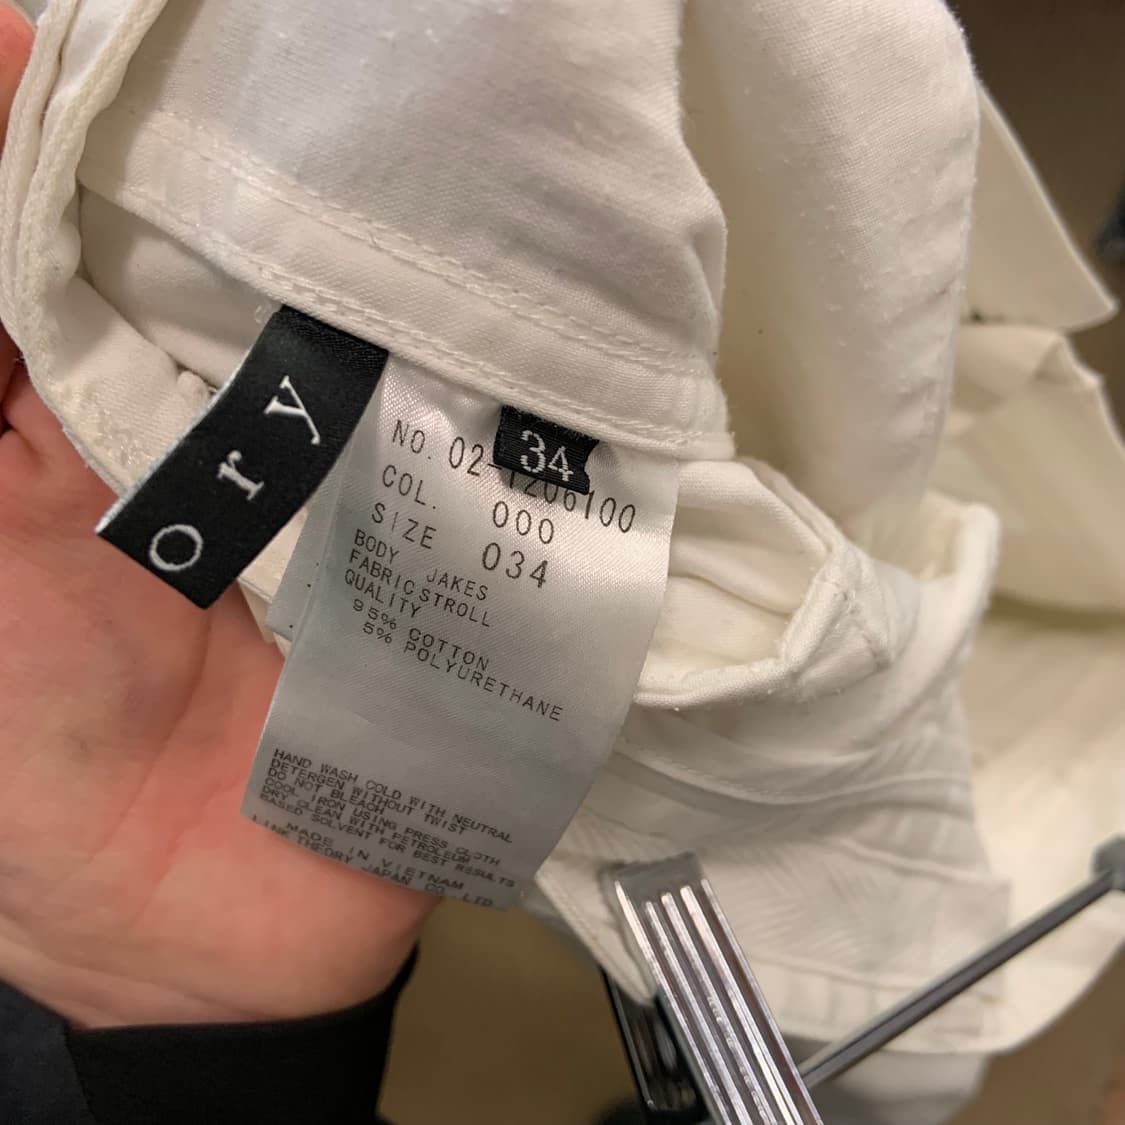 ory
34
NO. 02-1206100
COL. 000
SIZE 034
BODY JAKES
FABRIC STROLL
QUALITY
95% COTTON
5% POLYURETHANE
HAND WASH COLD WITH NEUTRAL
DETERGEN WITHOUT TWIST
DO NOT BLEACH
COOL IRON USING PRESS CLOTH
DRY CLEAN WITH PETROLEUM
BASED SOLVENT FOR BEST RESULTS
MADE IN VIETNAM
LINK THEORY JAPAN CO., LTD.